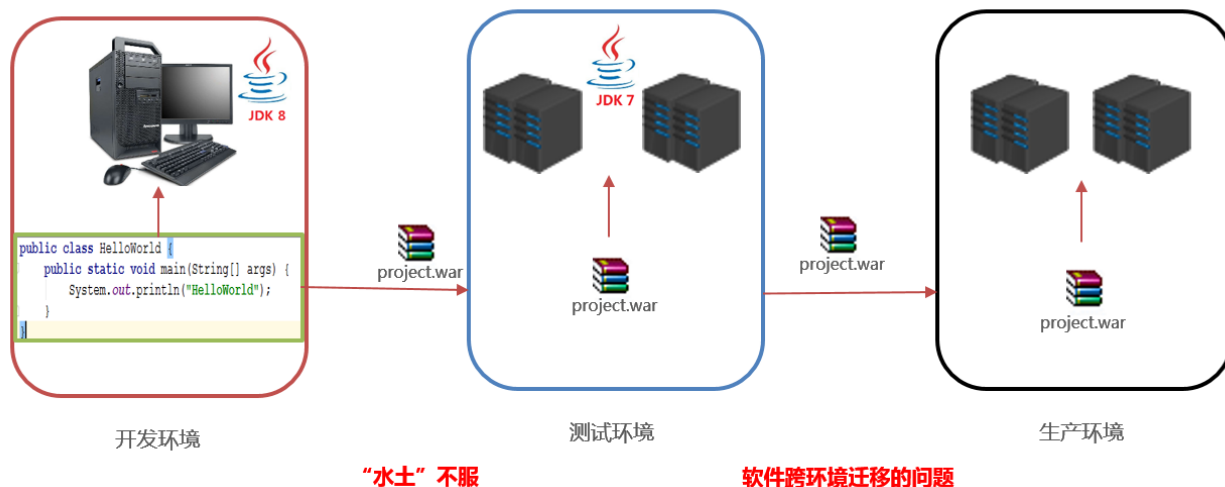 JDK 8
public class HelloWorld {
public static void main(String[] args) {
System.out.println("HelloWorld");
}
}
开发环境
project.war
JDK 7
project.war
测试环境
project.war
project.war
生产环境
“水土”不服
软件跨环境迁移的问题